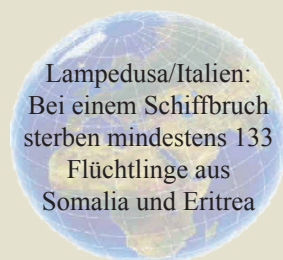 Lampedusa/Italien:
Bei einem Schiffbruch
sterben mindestens 133
Flüchtlinge aus
Somalia und Eritrea